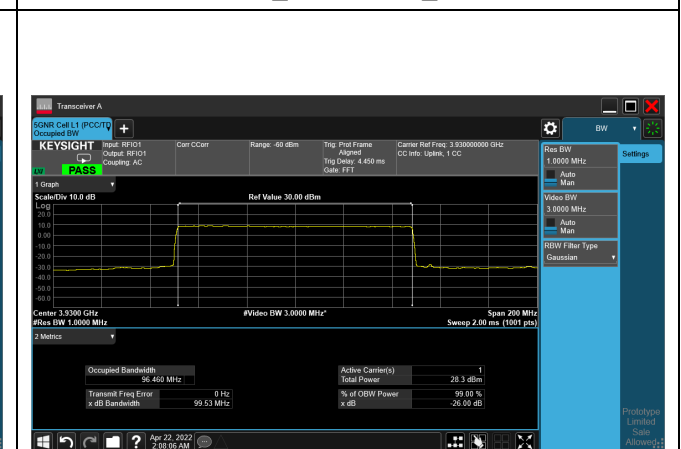 Transceiver A
5GNR Cell L1 (PCC/TD
Occupied BW
+
KEYSIGHT
LXI
PASS
Input: RFIO1
Output: RFIO1
Coupling: AC
Corr CCorr
Range: -60 dBm
Trig: Prot Frame
Aligned
Trig Delay: 4.450 ms
Gate: FFT
Carrier Ref Freq: 3.930000000 GHz
CC Info: Uplink, 1 CC
BW
Settings
Res BW
1.0000 MHz
Auto
Man
Video BW
3.0000 MHz
Auto
Man
RBW Filter Type
Gaussian
1 Graph
Scale/Div 10.0 dB
Ref Value 30.00 dBm
Log
20.0
10.0
0.00
-10.0
-20.0
-30.0
-40.0
-50.0
-60.0
Center 3.9300 GHz
#Video BW 3.0000 MHz*
Span 200 MHz
#Res BW 1.0000 MHz
Sweep 2.00 ms (1001 pts)
2 Metrics
Occupied Bandwidth
96.460 MHz
Transmit Freq Error 0 Hz
x dB Bandwidth 99.53 MHz
Active Carrier(s) 1
Total Power 28.3 dBm
% of OBW Power 99.00 %
x dB -26.00 dB
Prototype
Limited
Sale
Allowed
?
Apr 22, 2022
2:08:06 AM